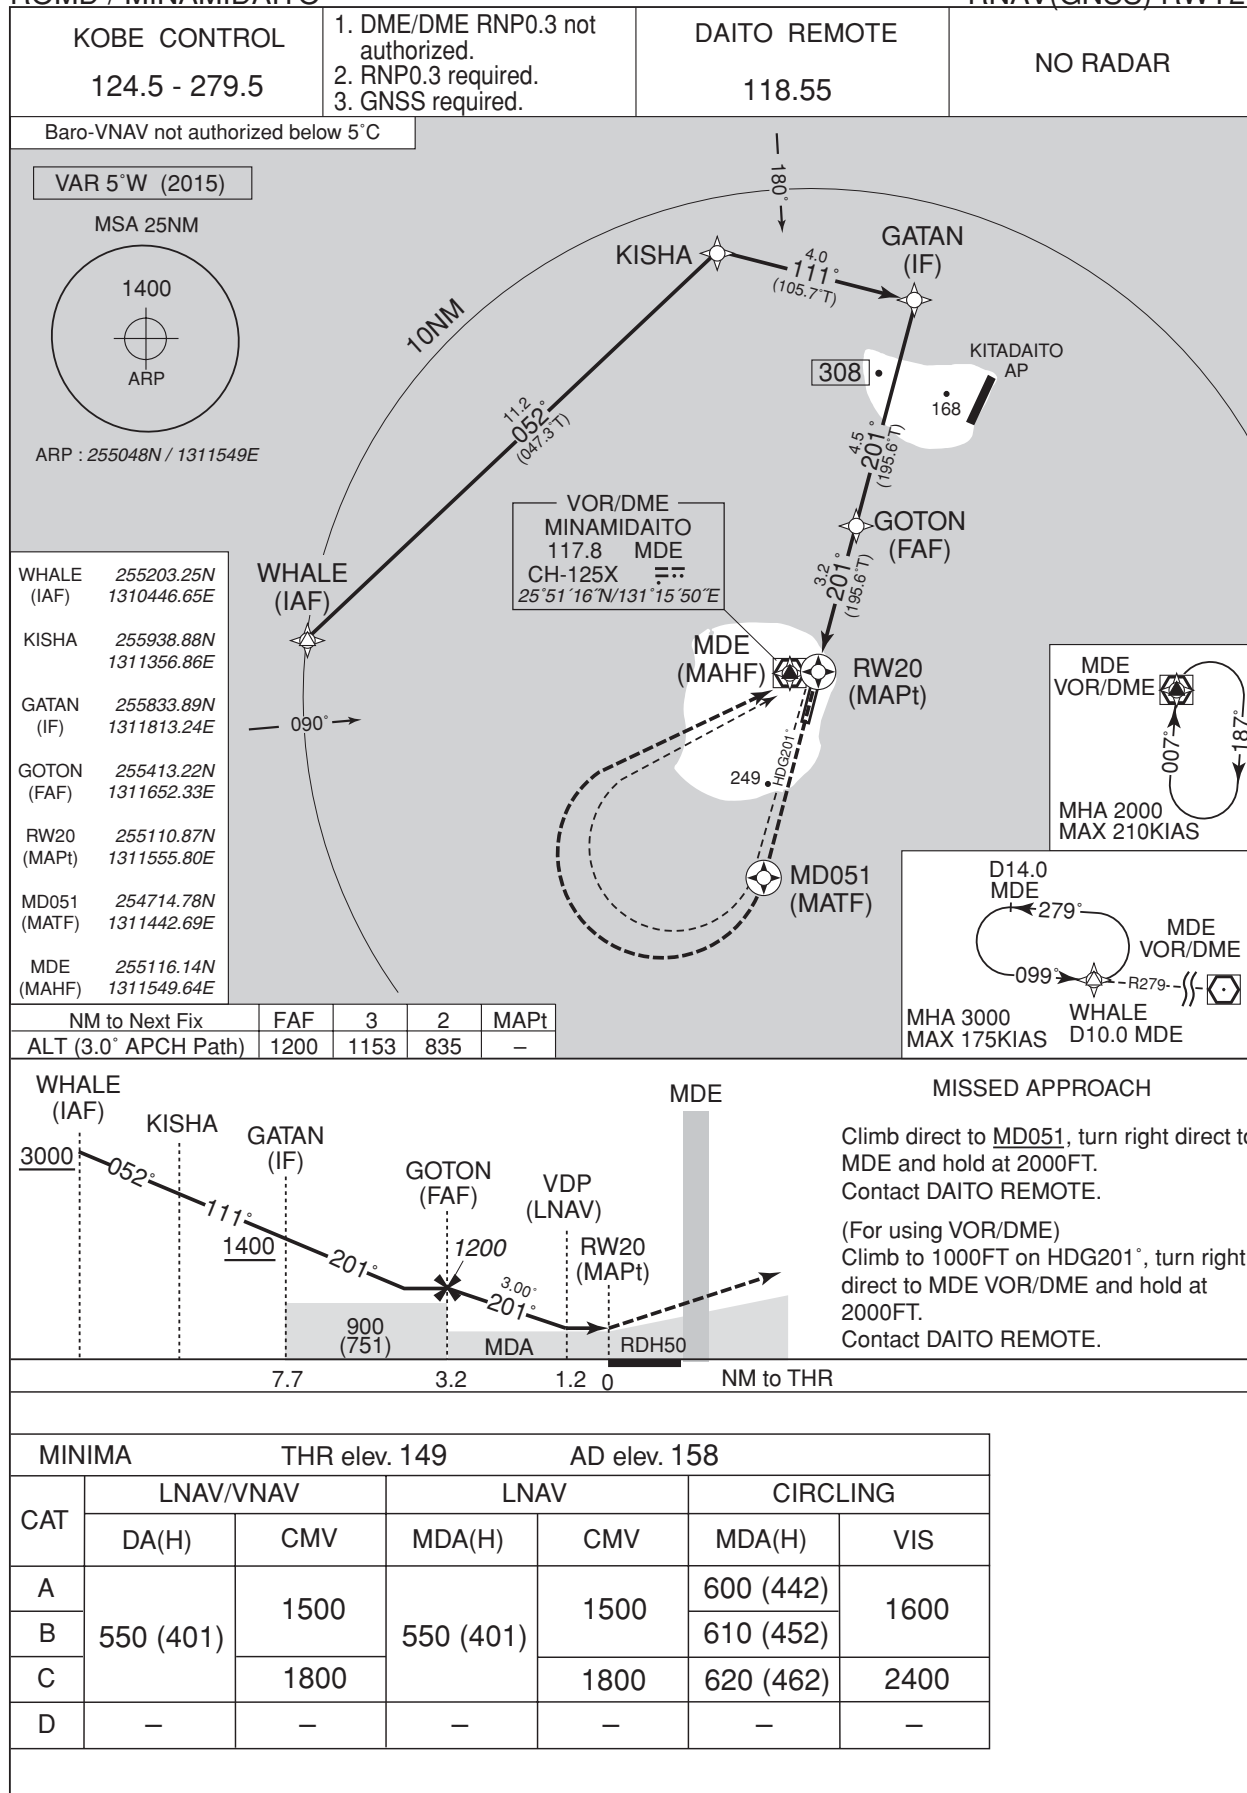 KOBE CONTROL
124.5 - 279.5
1. DME/DME RNP0.3 not
authorized.
2. RNP0.3 required.
3. GNSS required.
DAITO REMOTE
118.55
NO RADAR
Baro-VNAV not authorized below 5˚C
VAR 5˚W (2015)
MSA 25NM
1400
ARP
ARP : 255048N / 1311549E
10NM
180˚
KISHA
4.0
111˚
(105.7˚T)
GATAN
(IF)
KITADAITO
AP
308
168
11.2
052˚
(047.3˚T)
4.5
201˚
(195.6˚T)
GOTON
(FAF)
3.2
201˚
(195.6˚T)
VOR/DME
MINAMIDAITO
117.8 MDE
CH-125X
25˚51´16˝N/131˚15´50˝E
WHALE
(IAF)
090˚
MDE
(MAHF)
RW20
(MAPt)
HDG201˚
249
MD051
(MATF)
WHALE 255203.25N
(IAF) 1310446.65E
KISHA 255938.88N
1311356.86E
GATAN 255833.89N
(IF) 1311813.24E
GOTON 255413.22N
(FAF) 1311652.33E
RW20 255110.87N
(MAPt) 1311555.80E
MD051 254714.78N
(MATF) 1311442.69E
MDE 255116.14N
(MAHF) 1311549.64E
MDE
VOR/DME
007˚
187˚
MHA 2000
MAX 210KIAS
D14.0
MDE
279˚
099˚
MDE
VOR/DME
R279
WHALE
D10.0 MDE
MHA 3000
MAX 175KIAS
NM to Next Fix FAF 3 2 MAPt
ALT (3.0˚ APCH Path) 1200 1153 835 –
WHALE
(IAF)
KISHA
GATAN
(IF)
GOTON
(FAF)
VDP
(LNAV)
RW20
(MAPt)
MDE
3000
052˚
111˚
1400
201˚
1200
3.00˚
201˚
900
(751)
MDA
RDH50
7.7 3.2 1.2 0 NM to THR
MISSED APPROACH
Climb direct to MD051, turn right direct to
MDE and hold at 2000FT.
Contact DAITO REMOTE.
(For using VOR/DME)
Climb to 1000FT on HDG201˚, turn right
direct to MDE VOR/DME and hold at
2000FT.
Contact DAITO REMOTE.
MINIMA THR elev. 149 AD elev. 158
CAT LNAV/VNAV LNAV CIRCLING
DA(H) CMV MDA(H) CMV MDA(H) VIS
A 550 (401) 1500 550 (401) 1500 600 (442) 1600
B 610 (452)
C 1800 1800 620 (462) 2400
D – – – – – –